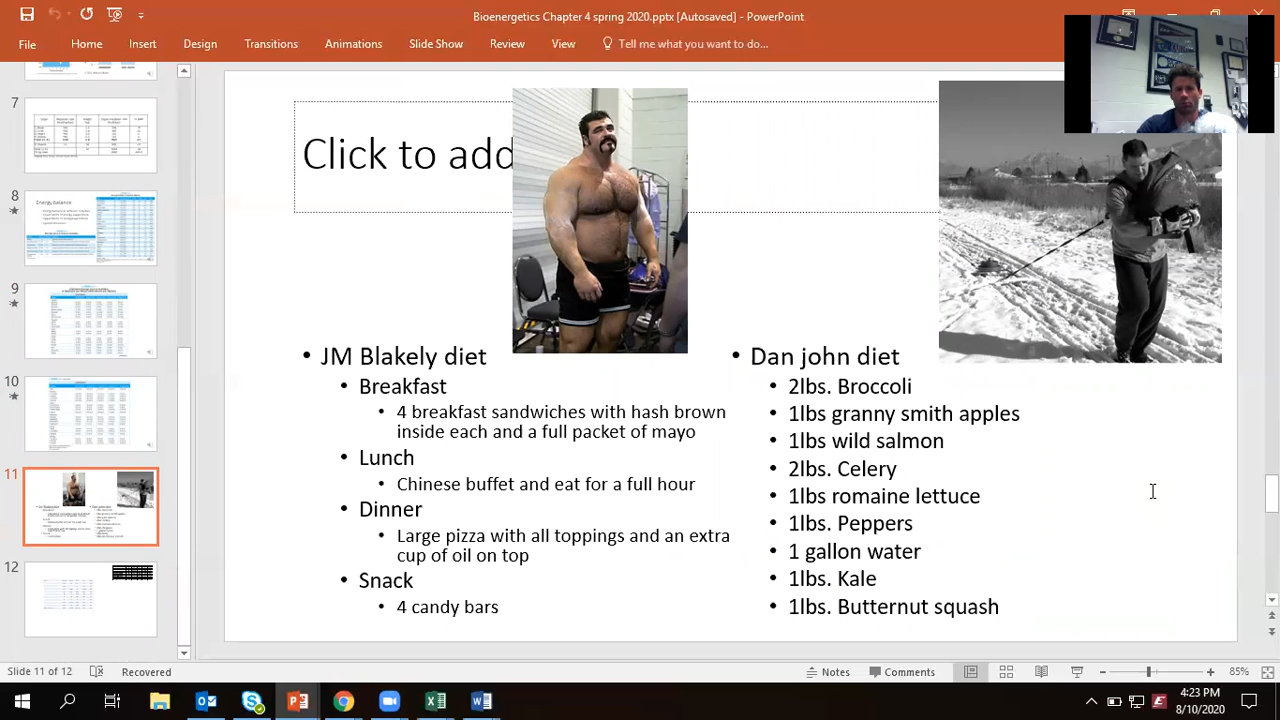 Bioenergetics Chapter 4 spring 2020.pptx [Autosaved] - PowerPoint
File Home Insert Design Transitions Animations Slide Show Review View Tell me what you want to do...
7
8
Energy balance
9
10
11
12
Click to add
• JM Blakely diet
• Breakfast
• 4 breakfast sandwiches with hash brown
inside each and a full packet of mayo
• Lunch
• Chinese buffet and eat for a full hour
• Dinner
• Large pizza with all toppings and an extra
cup of oil on top
• Snack
• 4 candy bars
• Dan john diet
• 2lbs. Broccoli
• 1lbs granny smith apples
• 1lbs wild salmon
• 2lbs. Celery
• 1lbs romaine lettuce
• 1lbs. Peppers
• 1 gallon water
• 1lbs. Kale
• 1lbs. Butternut squash
Slide 11 of 12 Recovered Notes Comments 85%
4:23 PM
8/10/2020